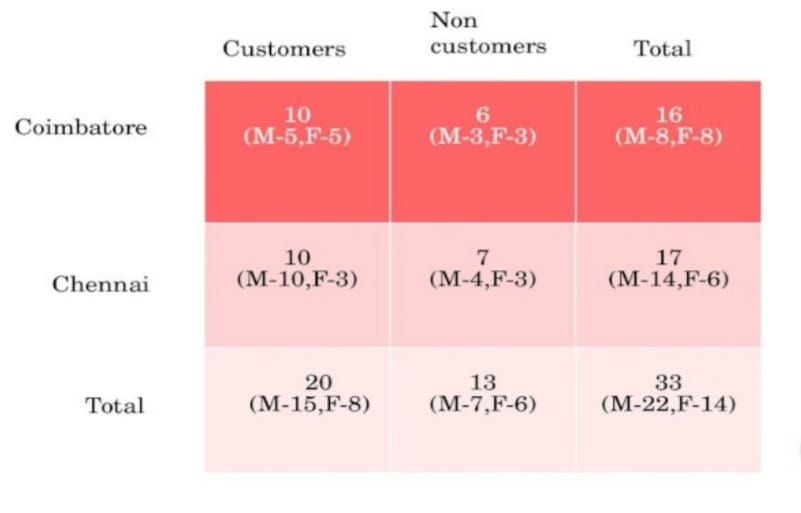 Customers
Non
customers
Total
Coimbatore
10
(M-5,F-5)
6
(M-3,F-3)
16
(M-8,F-8)
Chennai
10
(M-10,F-3)
7
(M-4,F-3)
17
(M-14,F-6)
Total
20
(M-15,F-8)
13
(M-7,F-6)
33
(M-22,F-14)